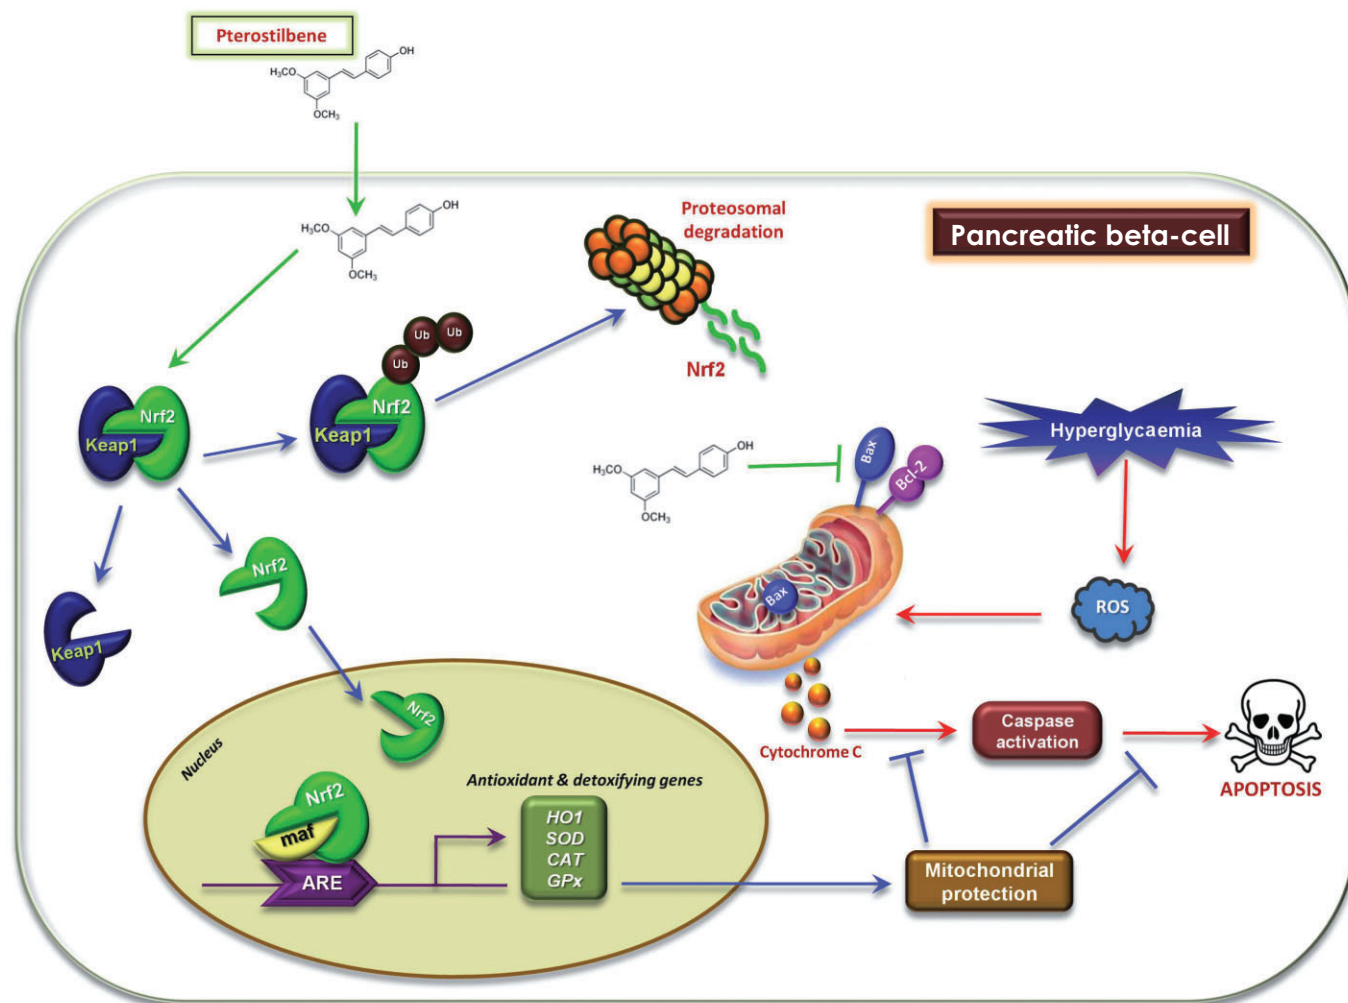 Pterostilbene
OH
H₃CO
OCH₃
OH
H₃CO
OCH₃
Proteosomal
degradation
Pancreatic beta-cell
Ub
Ub
Ub
Nrf2
Nrf2
Keap1
Nrf2
Keap1
Hyperglycaemia
OH
H₃CO
OCH₃
Bax
Bcl-2
Nrf2
Bax
ROS
Keap1
Nrf2
Nucleus
Cytochrome C
Caspase
activation
APOPTOSIS
Antioxidant & detoxifying genes
Nrf2
maf
ARE
HO1
SOD
CAT
GPx
Mitochondrial
protection